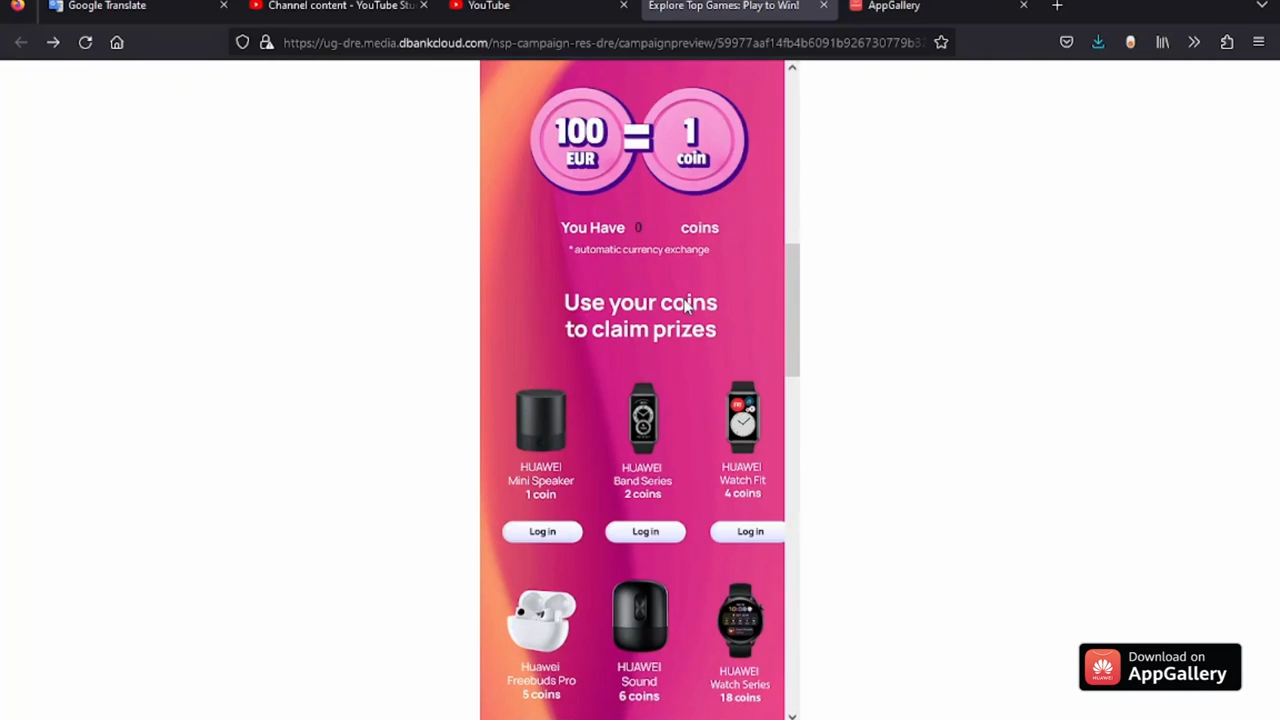 Google Translate
Channel content - YouTube Stu
YouTube
Explore Top Games: Play to Win!
AppGallery
https://ug-dre.media.dbankcloud.com/nsp-campaign-res-dre/campaignpreview/59977aaf14fb4b6091b926730779b3
100 EUR = 1 coin
You Have 0 coins
* automatic currency exchange
Use your coins
to claim prizes
HUAWEI
Mini Speaker
1 coin
HUAWEI
Band Series
2 coins
HUAWEI
Watch Fit
4 coins
Log in
Log in
Log in
Huawei
Freebuds Pro
5 coins
HUAWEI
Sound
6 coins
HUAWEI
Watch Series
18 coins
HUAWEI
Download on
AppGallery